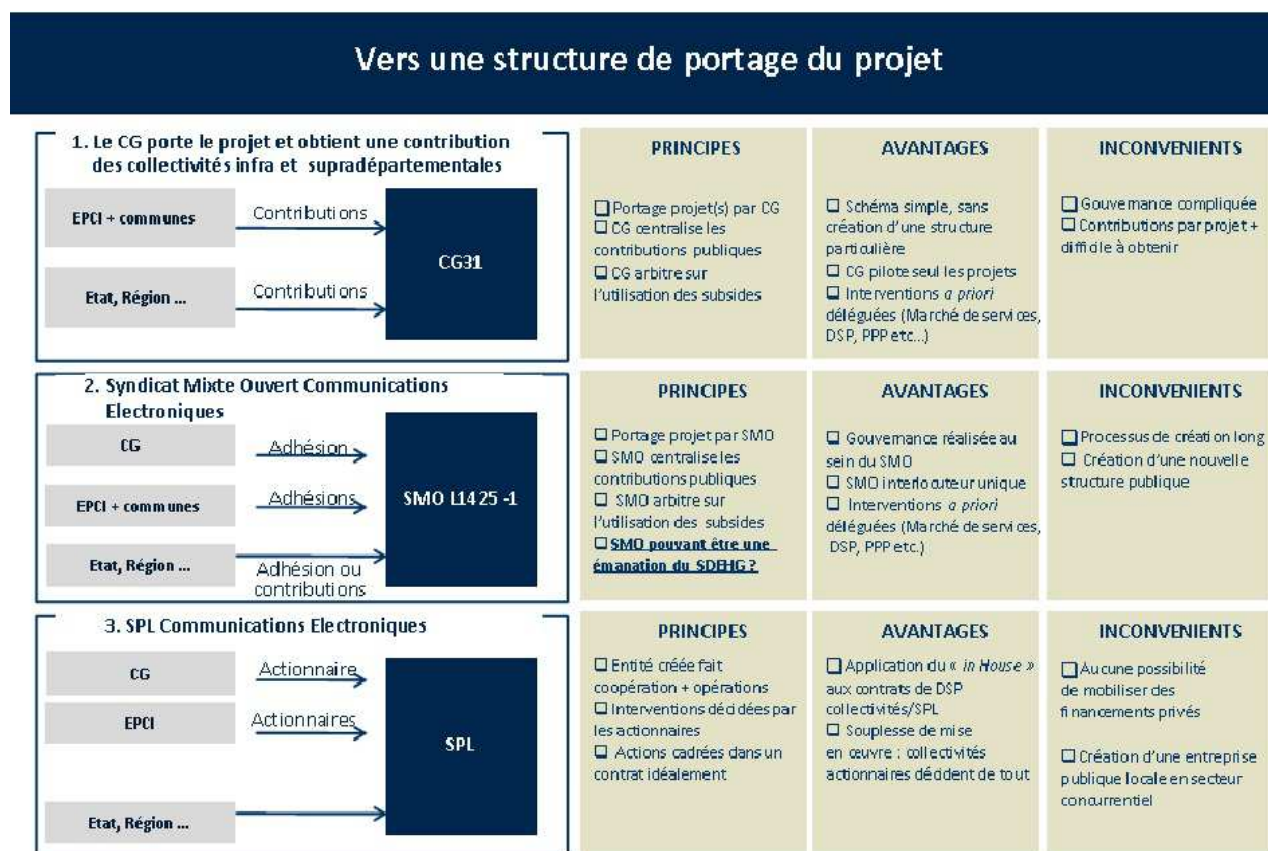 Vers une structure de portage du projet
1. Le CG porte le projet et obtient une contribution
des collectivités infra et supradépartementales
EPCI + communes
Contributions
Etat, Région ...
Contributions
CG31
PRINCIPES
Portage projet(s) par CG
CG centralise les
contributions publiques
CG arbitre sur
l'utilisation des subsides
AVANTAGES
Schéma simple, sans
création d'une structure
particulière
CG pilote seul les projets
Interventions a priori
déléguées (Marché de services,
DSP, PPP etc...)
INCONVENIENTS
Gouvernance compliquée
Contributions par projet +
difficile à obtenir
2. Syndicat Mixte Ouvert Communications
Electroniques
CG
Adhésion
EPCI + communes
Adhésions
Etat, Région ...
Adhésion ou
contributions
SMO L1425 -1
PRINCIPES
Portage projet par SMO
SMO centralise les
contributions publiques
SMO arbitre sur
l'utilisation des subsides
SMO pouvant être une
émanation du SDEHG ?
AVANTAGES
Gouvernance réalisée au
sein du SMO
SMO interlocuteur unique
Interventions a priori
déléguées (Marché de services,
DSP, PPP etc.)
INCONVENIENTS
Processus de création long
Création d'une nouvelle
structure publique
3. SPL Communications Electroniques
CG
Actionnaire
EPCI
Actionnaires
Etat, Région ...
SPL
PRINCIPES
Entité créée fait
coopération + opérations
Interventions décidées par
les actionnaires
Actions cadrées dans un
contrat idéalement
AVANTAGES
Application du « in House »
aux contrats de DSP
collectivités/SPL
Souplesse de mise
en œuvre : collectivités
actionnaires décident de tout
INCONVENIENTS
Aucune possibilité
de mobiliser des
financements privés
Création d'une entreprise
publique locale en secteur
concurrentiel